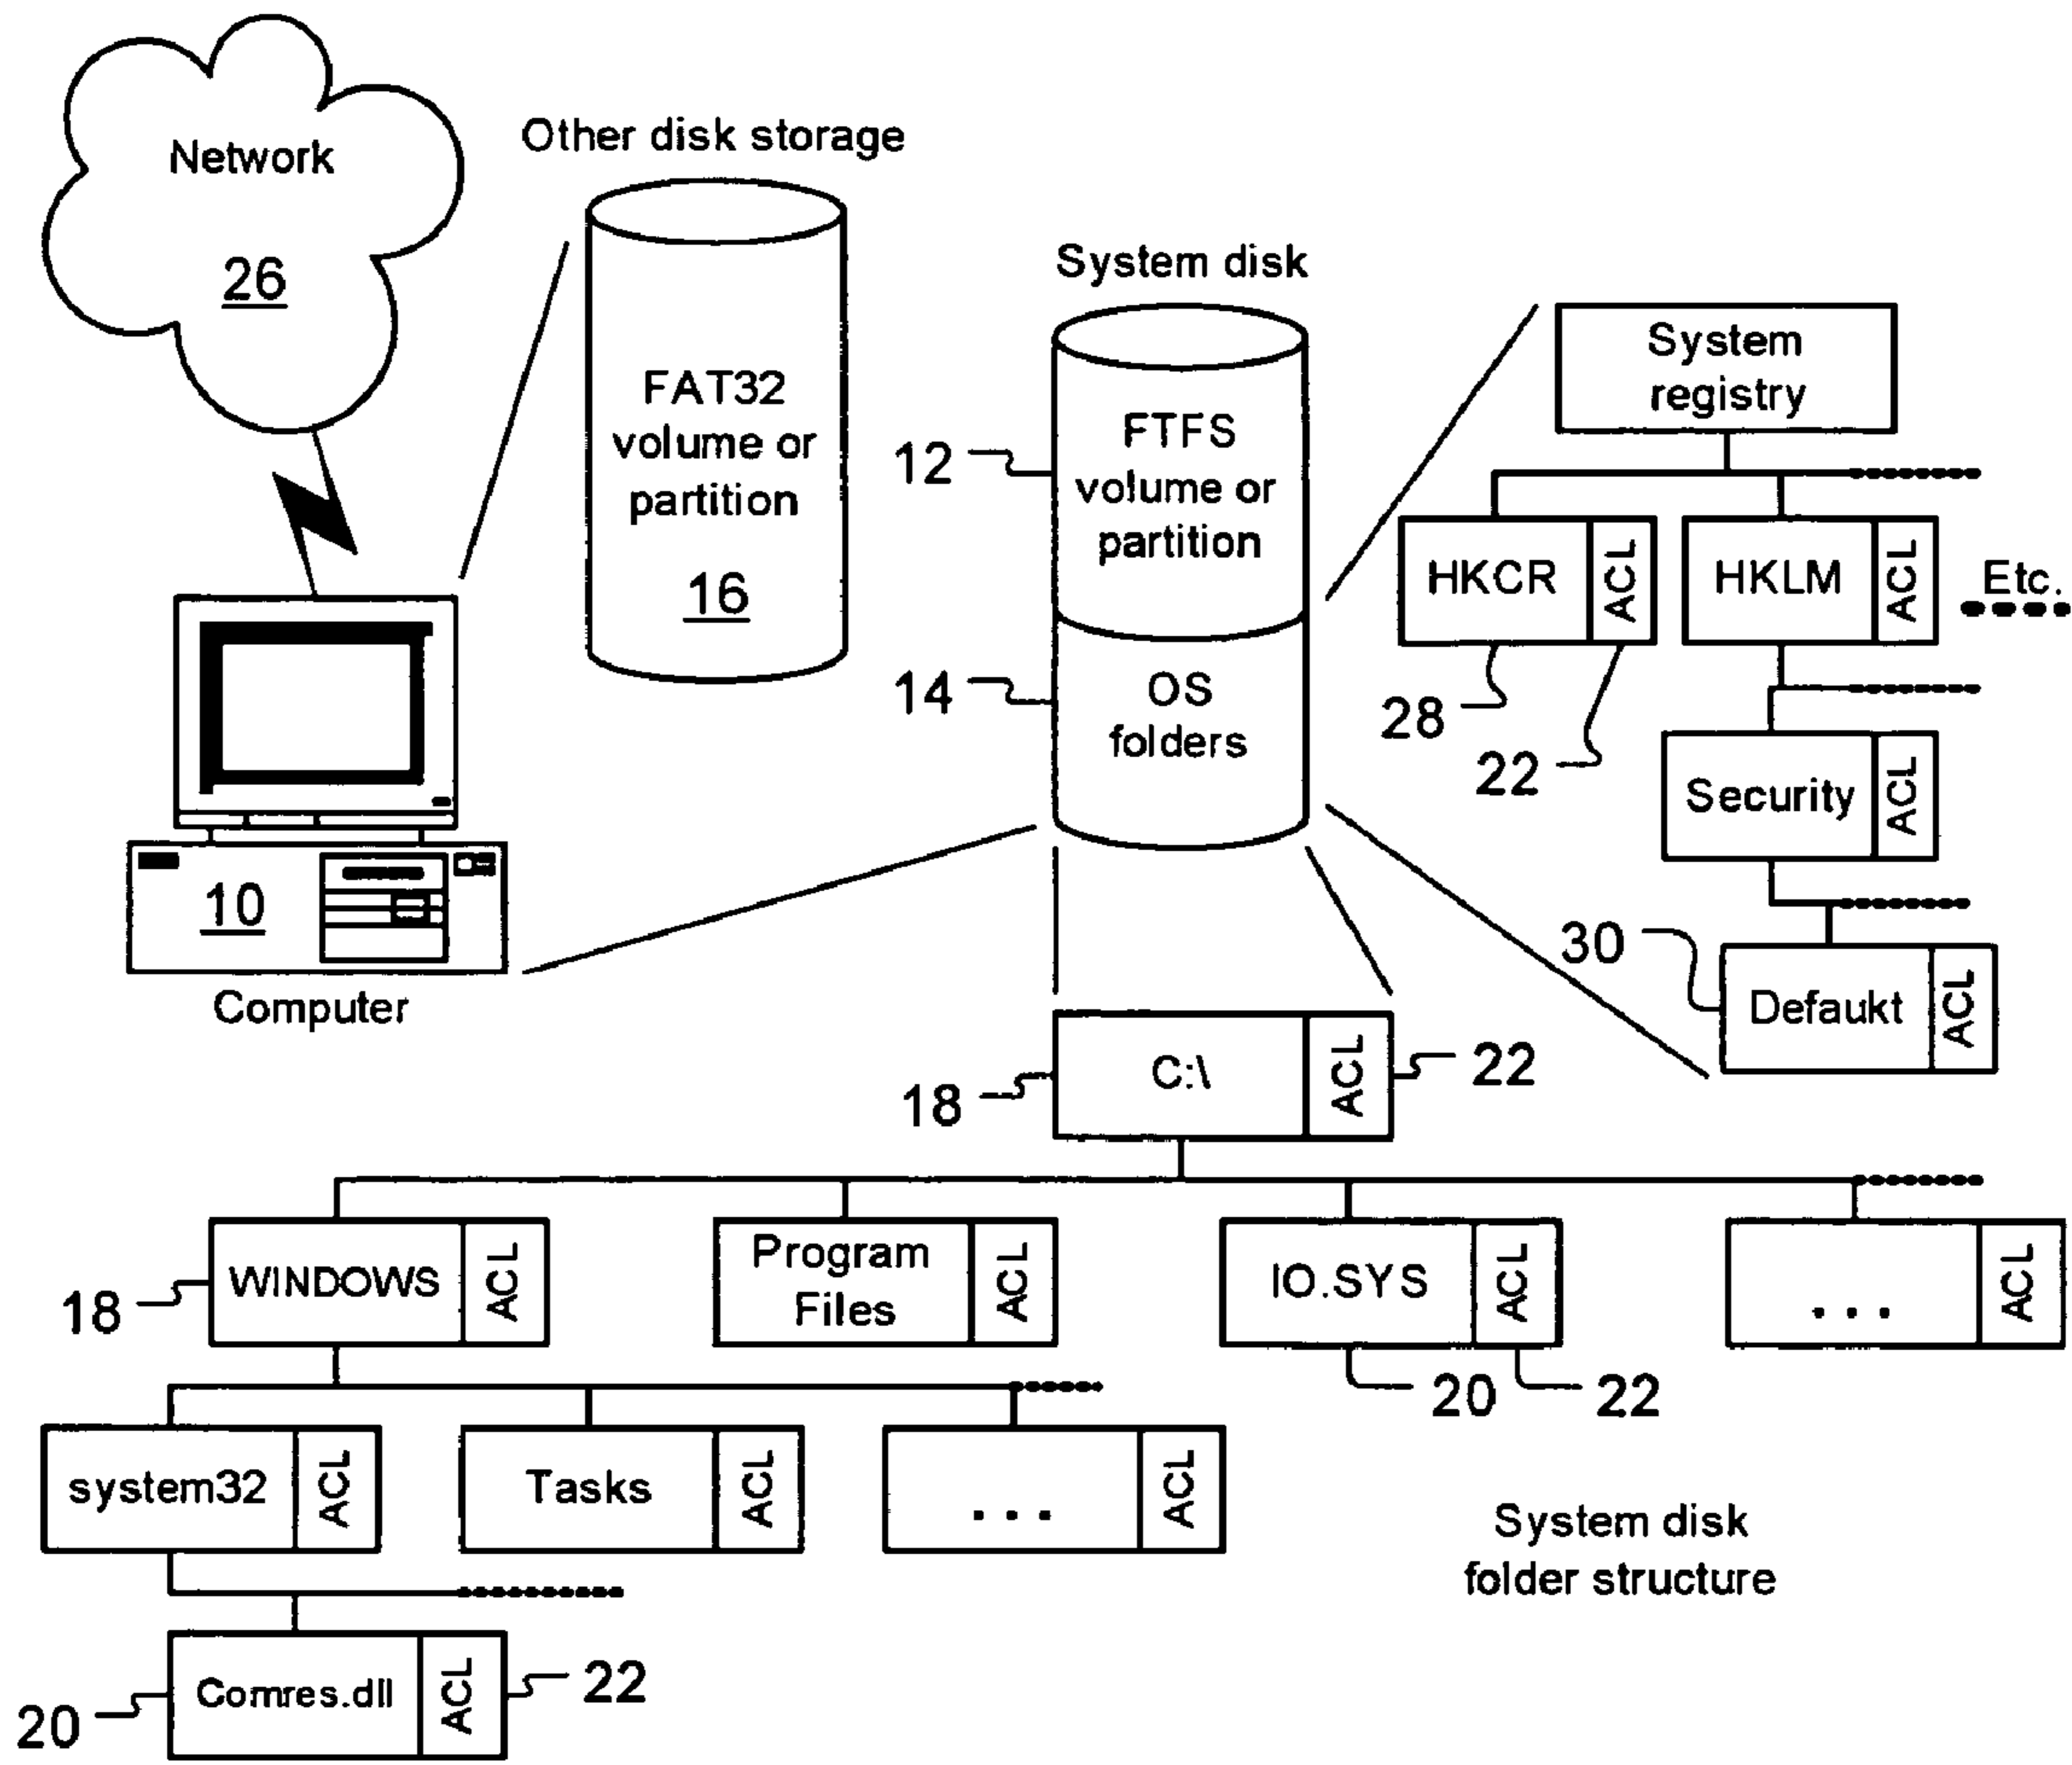 Network
26
Other disk storage
FAT32
volume or
partition
16
System disk
12
FTFS
volume or
partition
14
OS
folders
System
registry
HKCR
ACL
HKLM
ACL
Etc.
28
22
Security
ACL
30
Defaukt
ACL
10
Computer
18
C:\
ACL
22
18
WINDOWS
ACL
Program
Files
ACL
IO.SYS
ACL
...
ACL
20
22
system32
ACL
Tasks
ACL
...
ACL
System disk
folder structure
20
Comres.dll
ACL
22